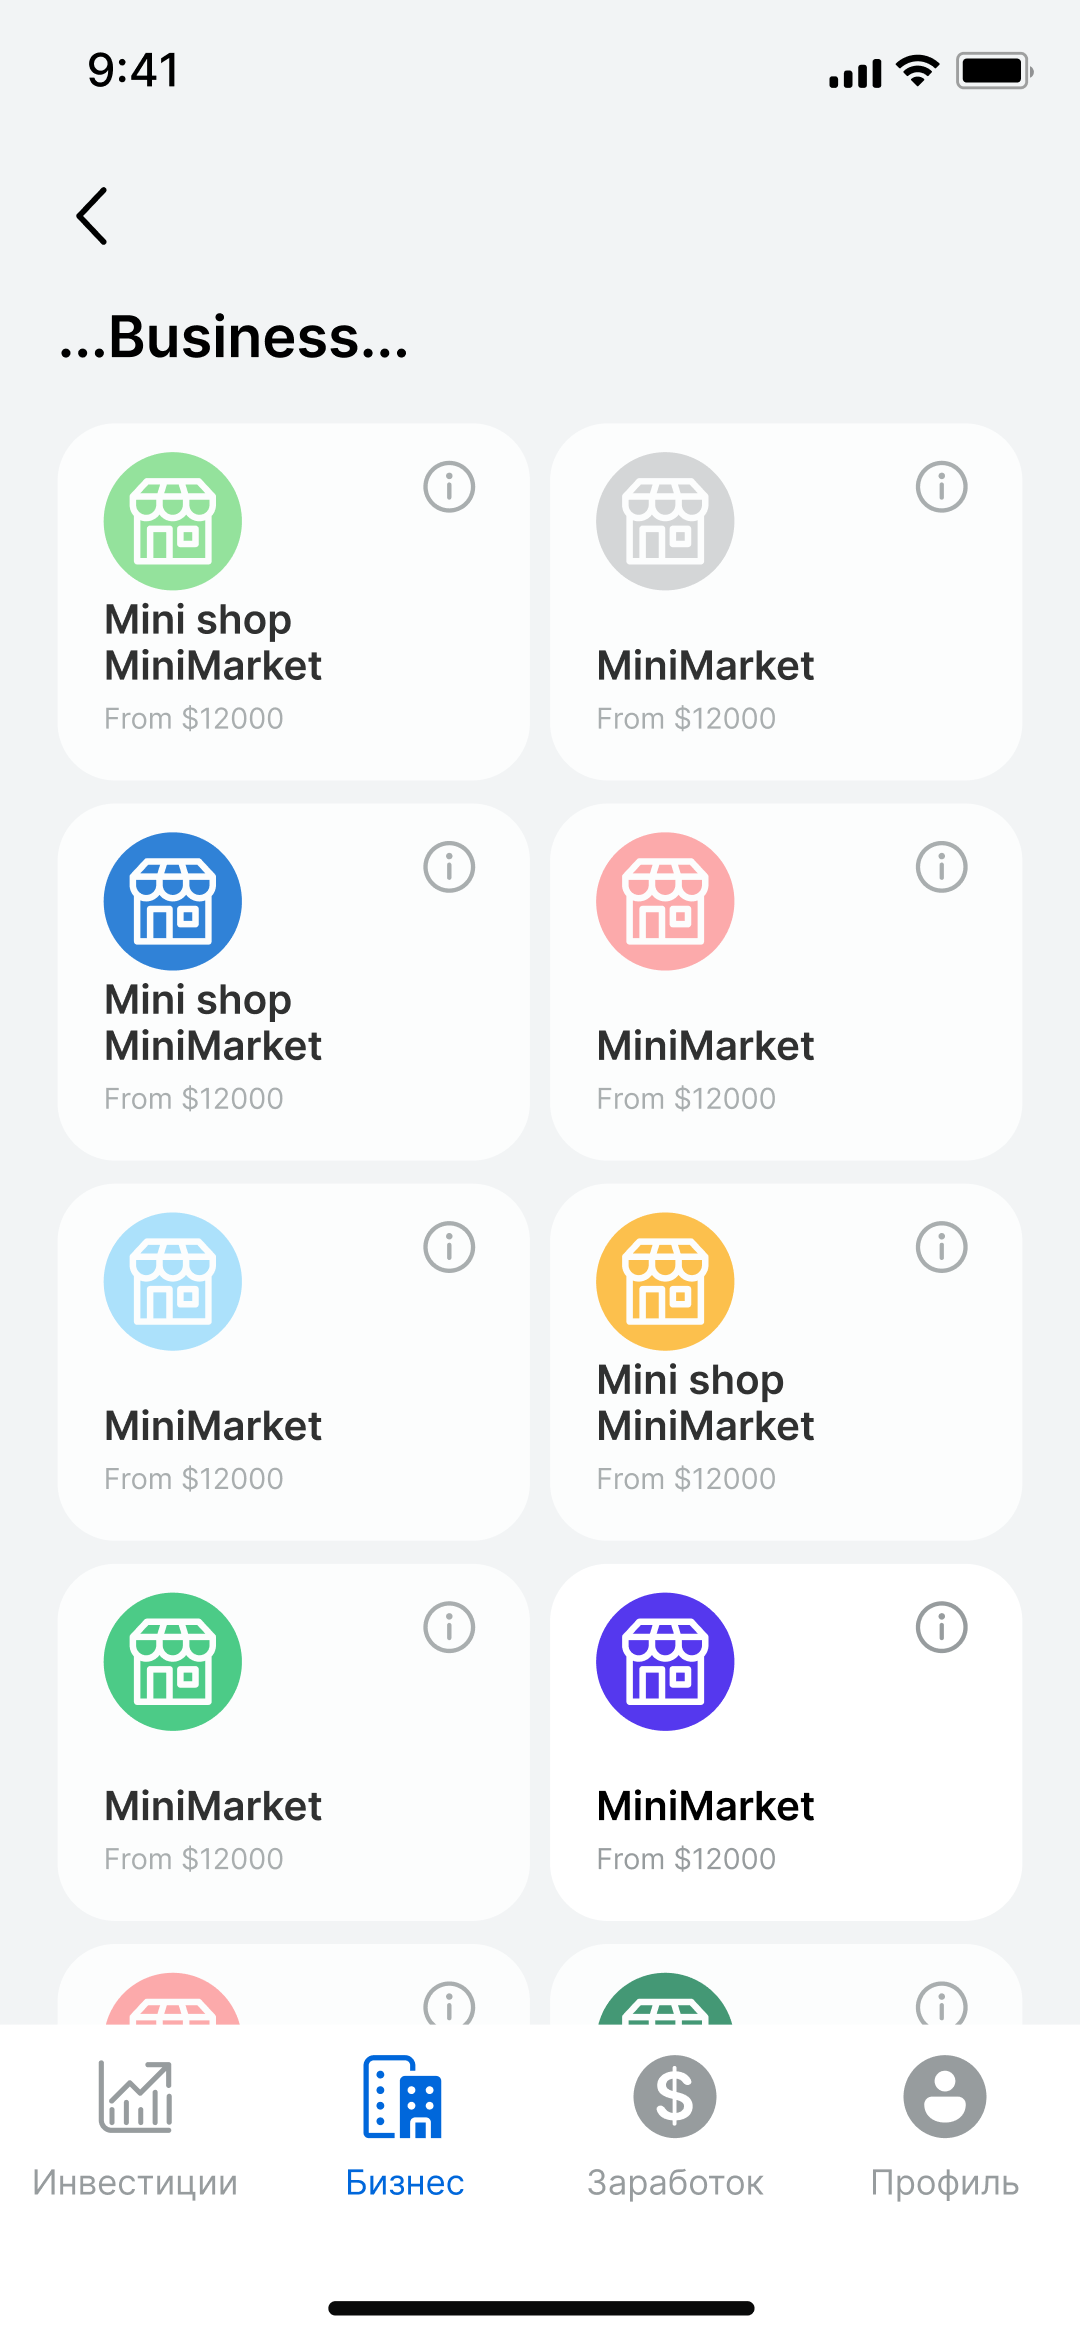 9:41
...Business...
Mini shop
MiniMarket
From $12000
MiniMarket
From $12000
Mini shop
MiniMarket
From $12000
MiniMarket
From $12000
MiniMarket
From $12000
Mini shop
MiniMarket
From $12000
MiniMarket
From $12000
MiniMarket
From $12000
Инвестиции
Бизнес
Заработок
Профиль